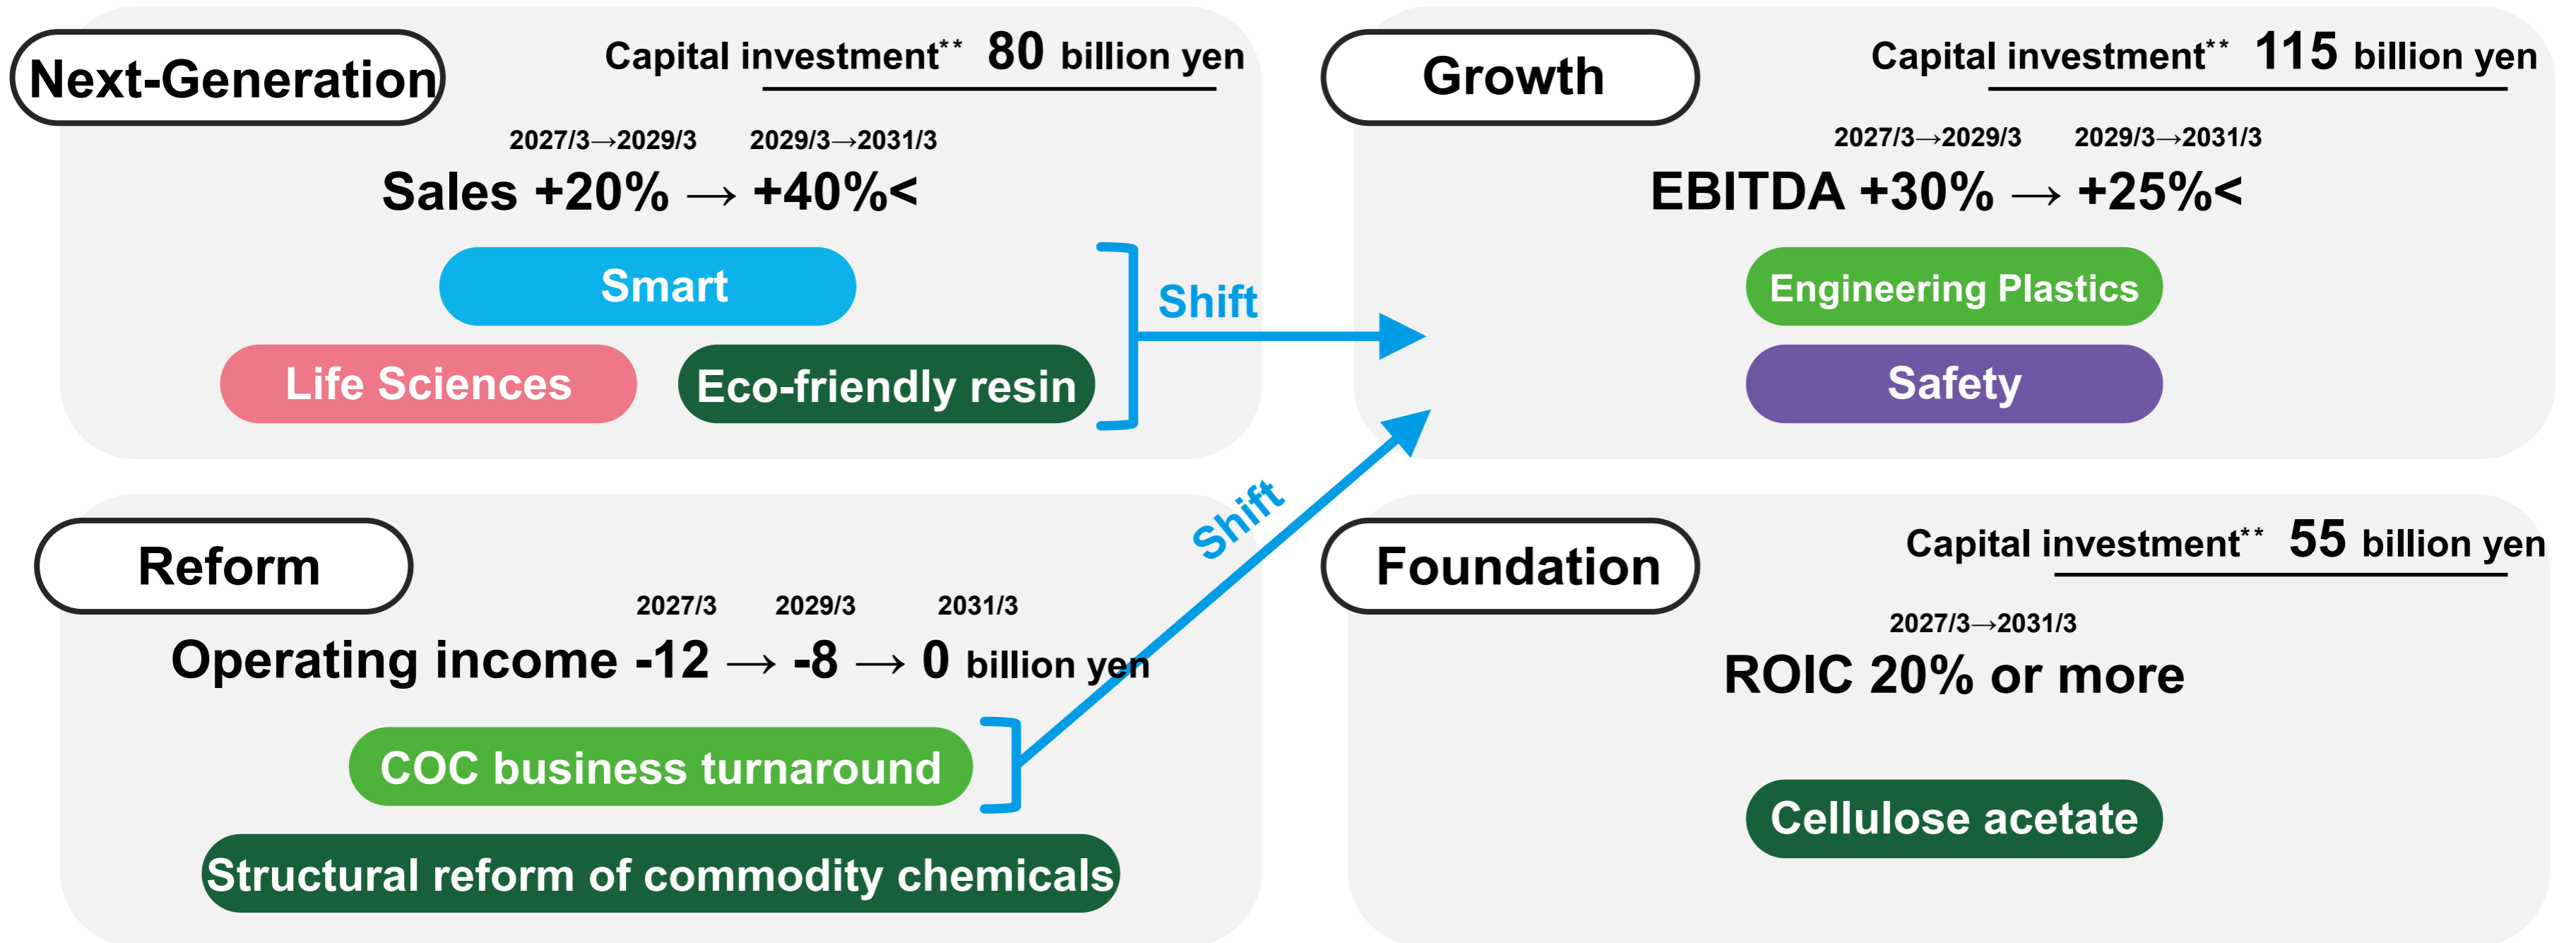 Next-Generation
Capital investment** 80 billion yen
2027/3→2029/3 2029/3→2031/3
Sales +20% → +40%<
Smart
Life Sciences
Eco-friendly resin
Shift
Growth
Capital investment** 115 billion yen
2027/3→2029/3 2029/3→2031/3
EBITDA +30% → +25%<
Engineering Plastics
Safety
Reform
2027/3 2029/3 2031/3
Operating income -12 → -8 → 0 billion yen
COC business turnaround
Structural reform of commodity chemicals
Shift
Foundation
Capital investment** 55 billion yen
2027/3→2031/3
ROIC 20% or more
Cellulose acetate